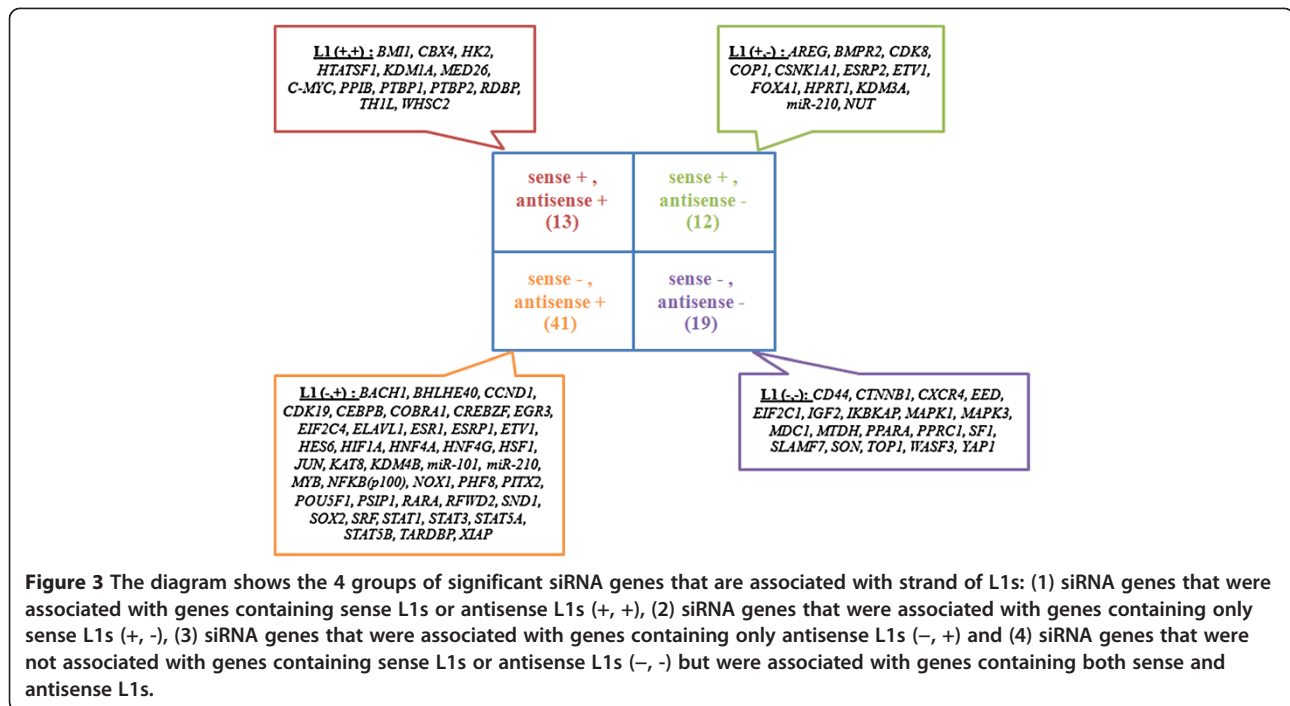 L1 (+,+) : BMI1, CBX4, HK2,
HTATSF1, KDM1A, MED26,
C-MYC, PPIB, PTBP1, PTBP2, RDBP,
TH1L, WHSC2
L1 (+,-) : AREG, BMPR2, CDK8,
COP1, CSNK1A1, ESRP2, ETV1,
FOXA1, HPRT1, KDM3A,
miR-210, NUT
sense + ,
antisense +
(13)
sense + ,
antisense -
(12)
sense - ,
antisense +
(41)
sense - ,
antisense -
(19)
L1 (-,+) : BACH1, BHLHE40, CCND1,
CDK19, CEBPB, COBRA1, CREBZF, EGR3,
EIF2C4, ELAVL1, ESR1, ESRP1, ETV1,
HES6, HIF1A, HNF4A, HNF4G, HSF1,
JUN, KAT8, KDM4B, miR-101, miR-210,
MYB, NFKB(p100), NOX1, PHF8, PITX2,
POU5F1, PSIP1, RARA, RFWD2, SND1,
SOX2, SRF, STAT1, STAT3, STAT5A,
STAT5B, TARDBP, XIAP
L1 (-,-): CD44, CTNNB1, CXCR4, EED,
EIF2C1, IGF2, IKBKAP, MAPK1, MAPK3,
MDC1, MTDH, PPARA, PPRC1, SF1,
SLAMF7, SON, TOP1, WASF3, YAP1
Figure 3 The diagram shows the 4 groups of significant siRNA genes that are associated with strand of L1s: (1) siRNA genes that were
associated with genes containing sense L1s or antisense L1s (+, +), (2) siRNA genes that were associated with genes containing only
sense L1s (+, -), (3) siRNA genes that were associated with genes containing only antisense L1s (−, +) and (4) siRNA genes that were
not associated with genes containing sense L1s or antisense L1s (−, -) but were associated with genes containing both sense and
antisense L1s.